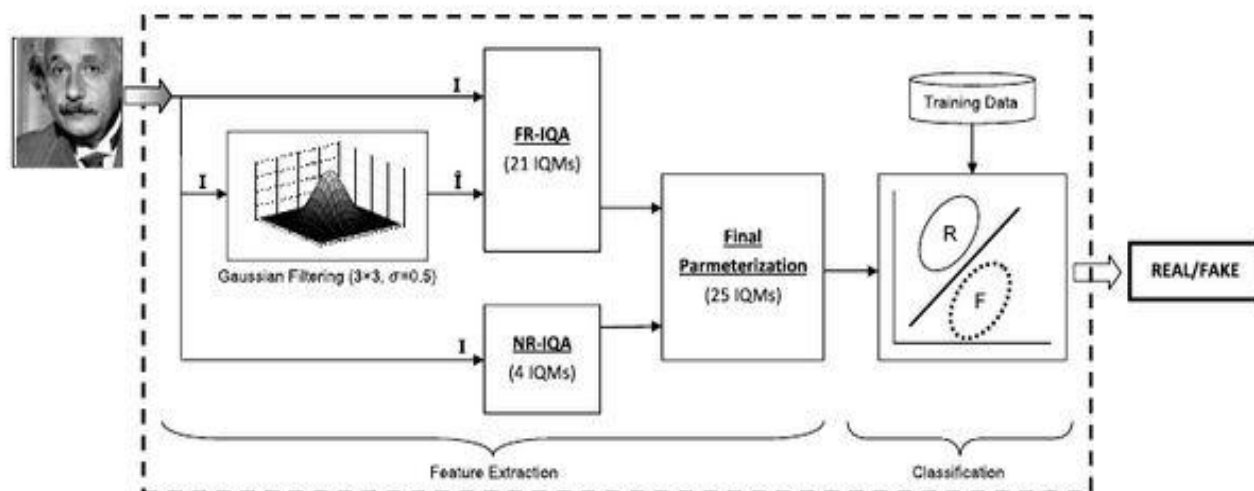 I
FR-IQA
(21 IQMs)
Training Data
I
Î
Gaussian Filtering (3×3, σ=0.5)
Final
Parmeterization
(25 IQMs)
R
F
REAL/FAKE
I
NR-IQA
(4 IQMs)
Feature Extraction
Classification